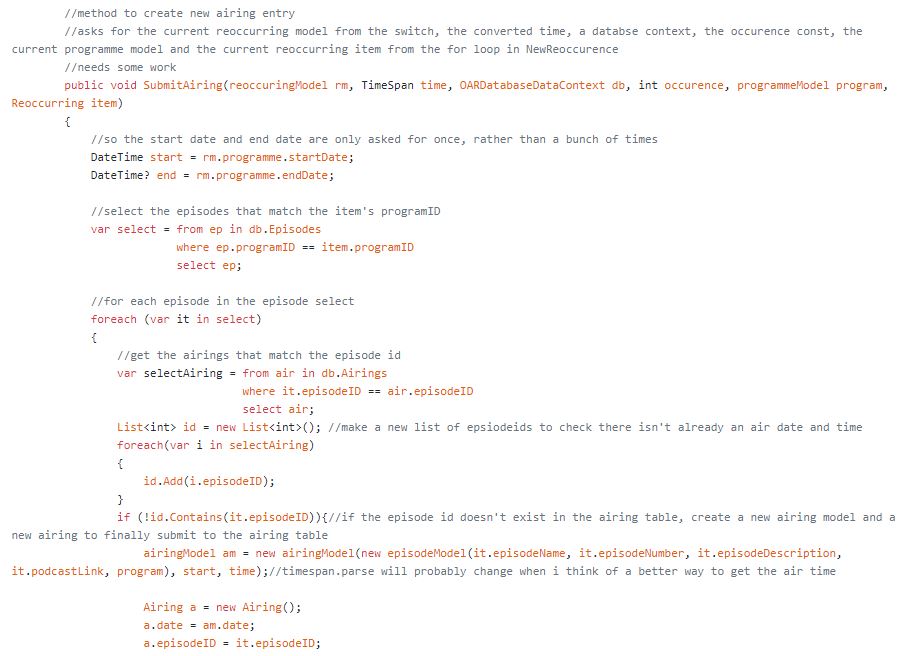 //method to create new airing entry
//asks for the current reoccurring model from the switch, the converted time, a databse context, the occurence const, the
current programme model and the current reoccurring item from the for loop in NewReoccurence
//needs some work
public void SubmitAiring(reoccuringModel rm, TimeSpan time, OARDatabaseDataContext db, int occurence, programmeModel program,
Reoccurring item)
{
//so the start date and end date are only asked for once, rather than a bunch of times
DateTime start = rm.programme.startDate;
DateTime? end = rm.programme.endDate;
//select the episodes that match the item's programID
var select = from ep in db.Episodes
where ep.programID == item.programID
select ep;
//for each episode in the episode select
foreach (var it in select)
{
//get the airings that match the episode id
var selectAiring = from air in db.Airings
where it.episodeID == air.episodeID
select air;
List<int> id = new List<int>(); //make a new list of epsiodeids to check there isn't already an air date and time
foreach(var i in selectAiring)
{
id.Add(i.episodeID);
}
if (!id.Contains(it.episodeID)){//if the episode id doesn't exist in the airing table, create a new airing model and a
new airing to finally submit to the airing table
airingModel am = new airingModel(new episodeModel(it.episodeName, it.episodeNumber, it.episodeDescription,
it.podcastLink, program), start, time);//timespan.parse will probably change when i think of a better way to get the air time
Airing a = new Airing();
a.date = am.date;
a.episodeID = it.episodeID;